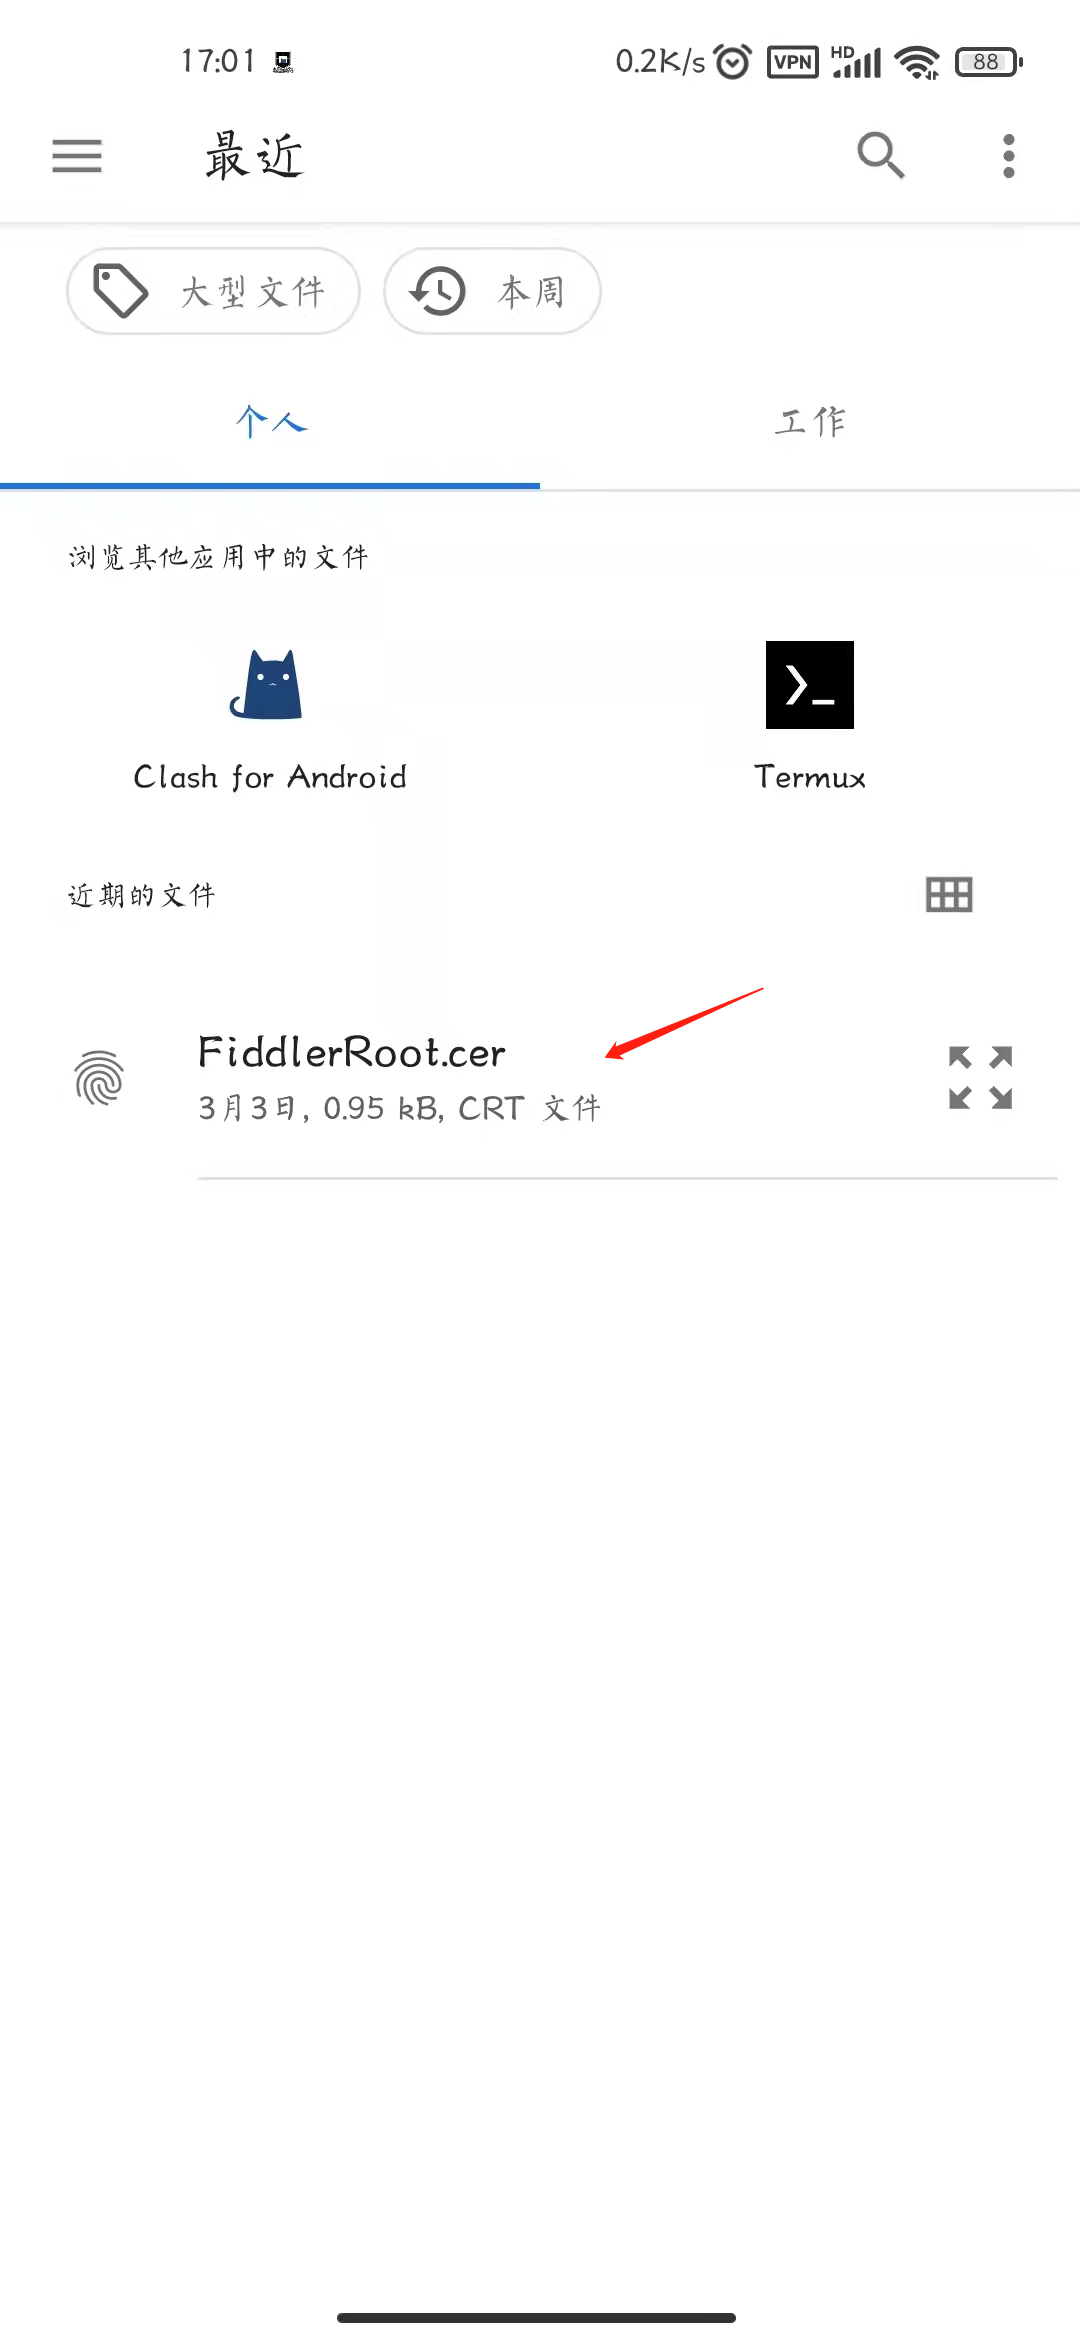 17:01
0.2K/s VPN HD 88
最近
大型文件 本周
个人 工作
浏览其他应用中的文件
Clash for Android Termux
近期的文件
FiddlerRoot.cer
3月3日, 0.95 kB, CRT 文件